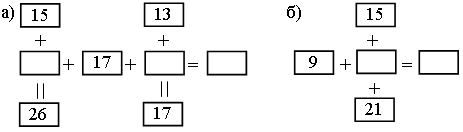 а) 15 13 б) 15
+ + +
+ 17 + = 9 + =
|| || +
26 17 21